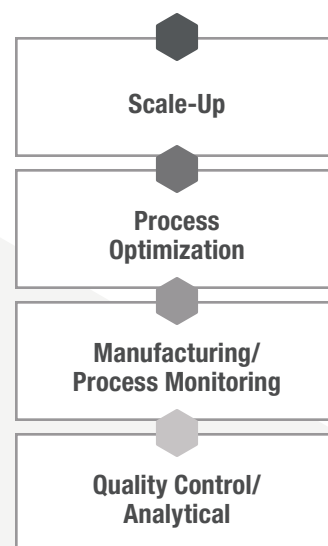 Scale-Up
Process
Optimization
Manufacturing/
Process Monitoring
Quality Control/
Analytical